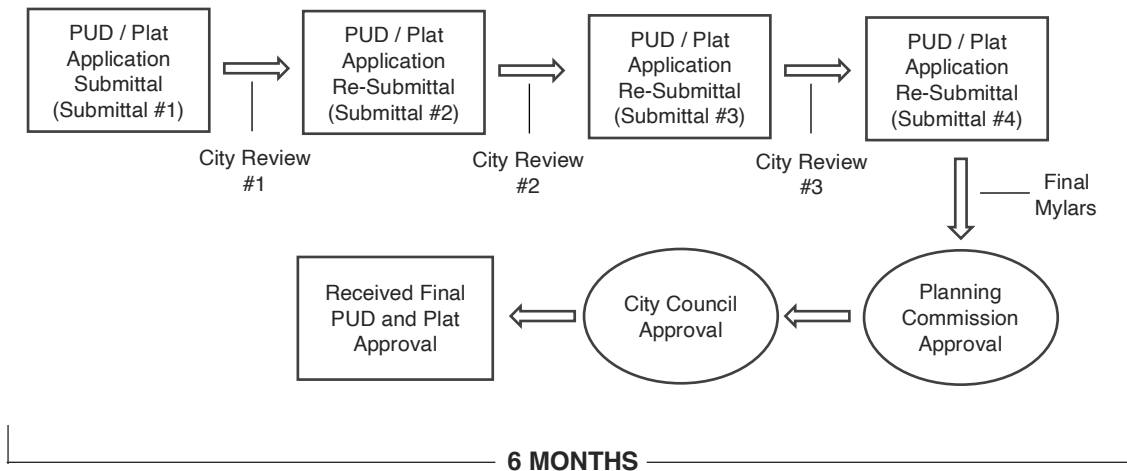 PUD / Plat
Application
Submittal
(Submittal #1)
PUD / Plat
Application
Re-Submittal
(Submittal #2)
PUD / Plat
Application
Re-Submittal
(Submittal #3)
PUD / Plat
Application
Re-Submittal
(Submittal #4)
City Review
#1
City Review
#2
City Review
#3
Final
Mylars
Received Final
PUD and Plat
Approval
City Council
Approval
Planning
Commission
Approval
6 MONTHS